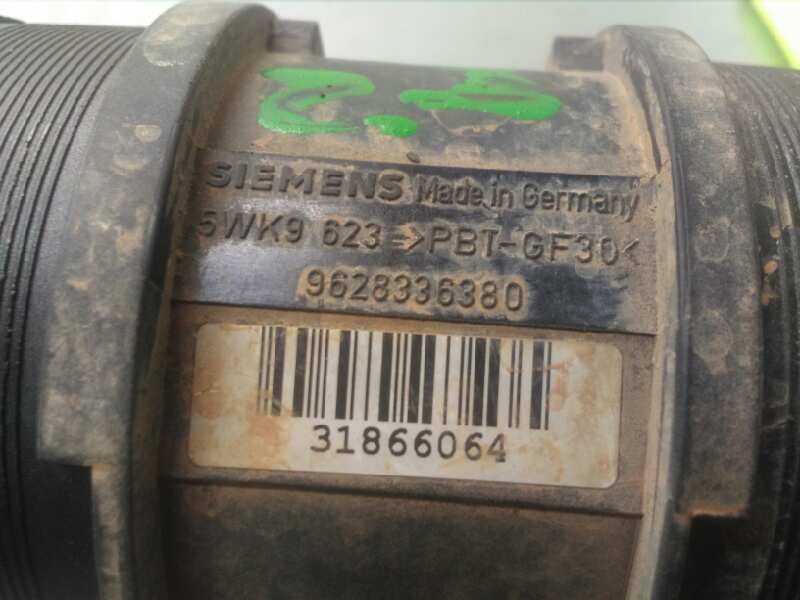 SIEMENS Made in Germany
5WK9 623 =>PBT-GF30<
9628336380
31866064